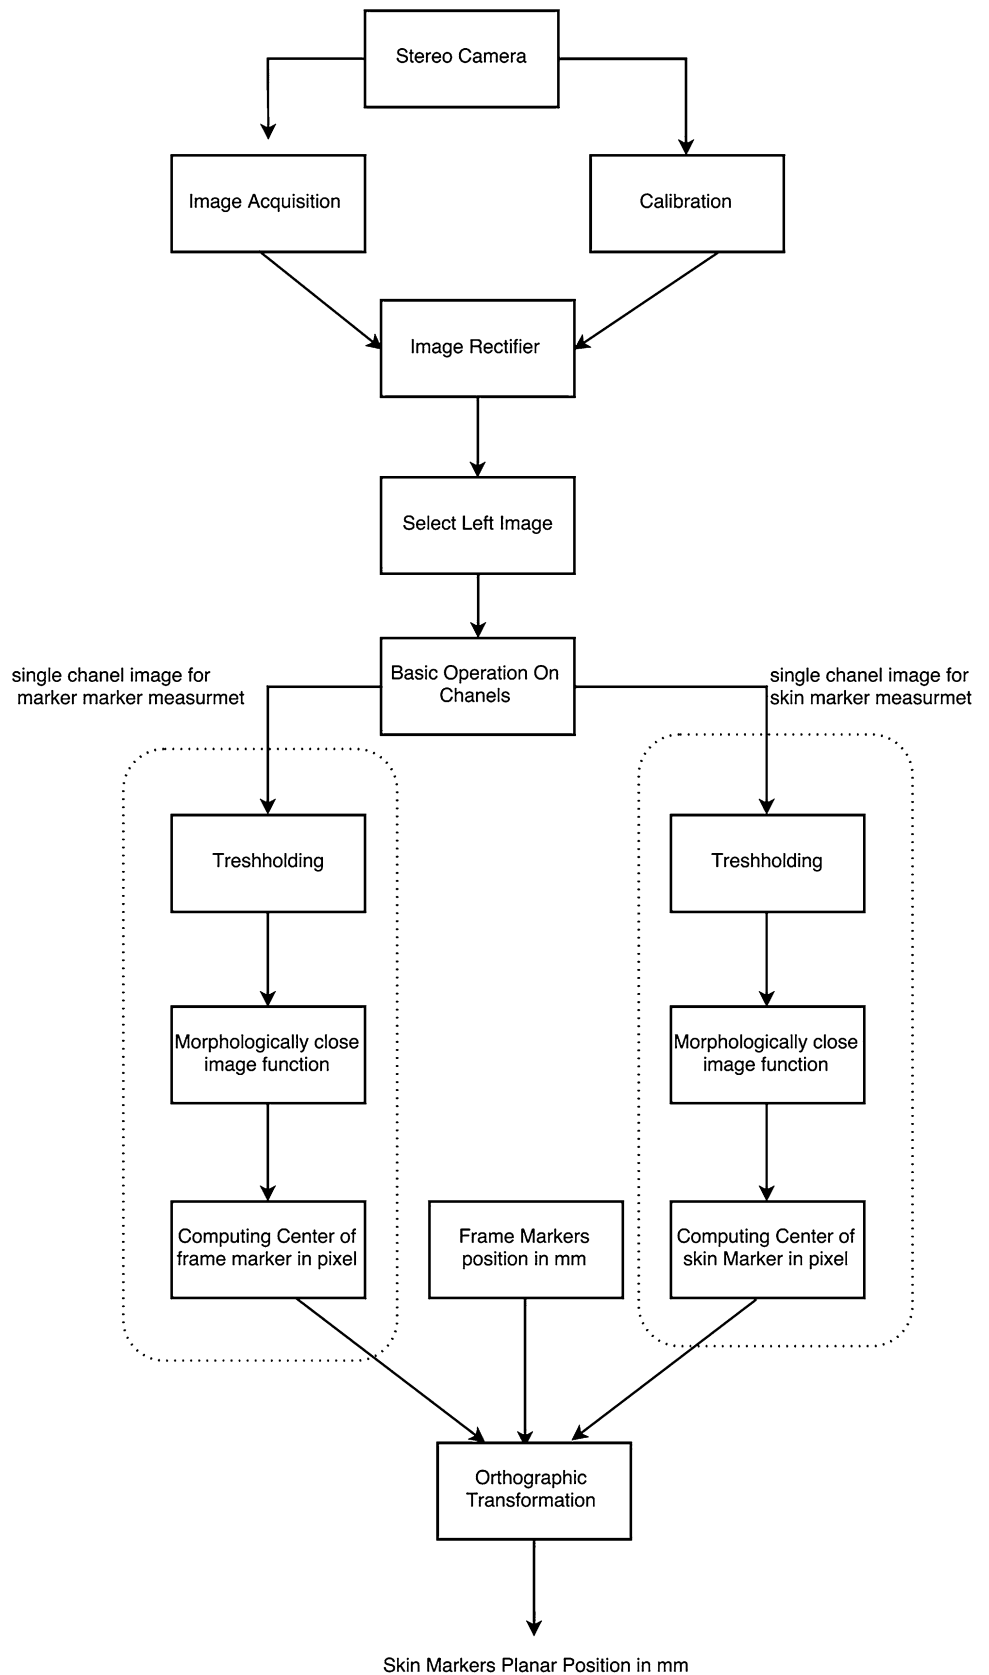 Stereo Camera
Image Acquisition
Calibration
Image Rectifier
Select Left Image
Basic Operation On
Chanels
single chanel image for
marker marker measurmet
single chanel image for
skin marker measurmet
Treshholding
Treshholding
Morphologically close
image function
Morphologically close
image function
Computing Center of
frame marker in pixel
Frame Markers
position in mm
Computing Center of
skin Marker in pixel
Orthographic
Transformation
Skin Markers Planar Position in mm